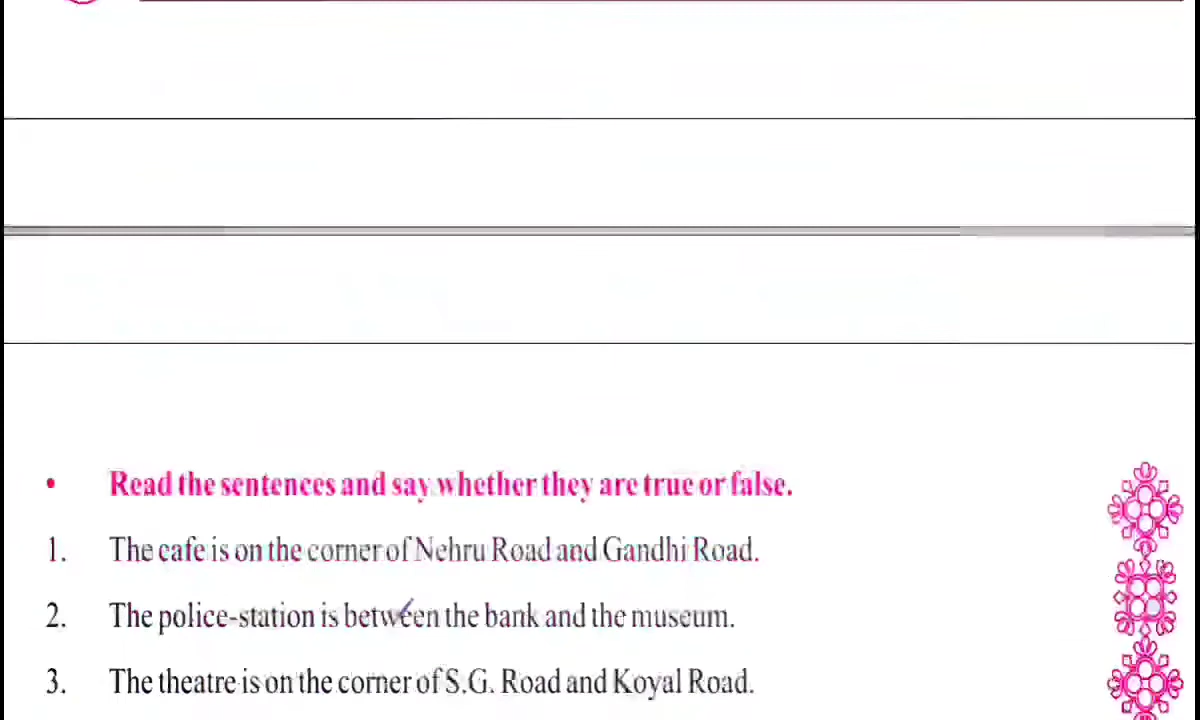 • Read the sentences and say whether they are true or false.
1. The cafe is on the corner of Nehru Road and Gandhi Road.
2. The police-station is between the bank and the museum.
3. The theatre is on the corner of S.G. Road and Koyal Road.